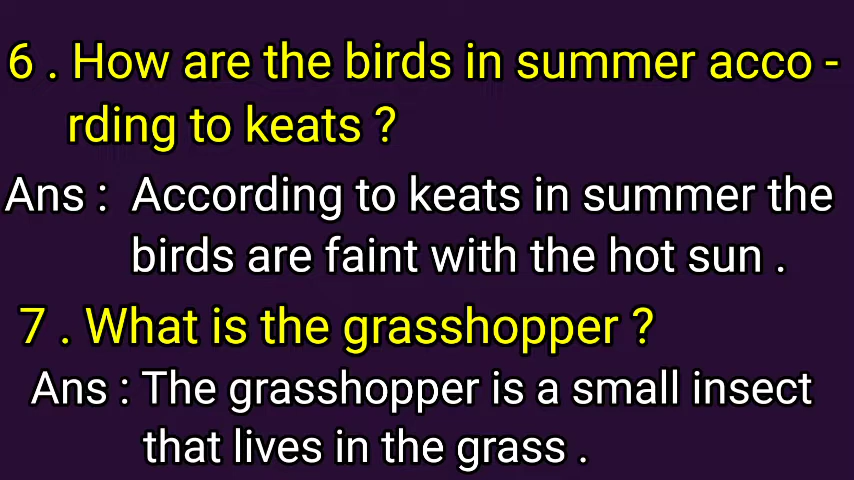 6 . How are the birds in summer acco -
rding to keats ?
Ans : According to keats in summer the
birds are faint with the hot sun .
7 . What is the grasshopper ?
Ans : The grasshopper is a small insect
that lives in the grass .